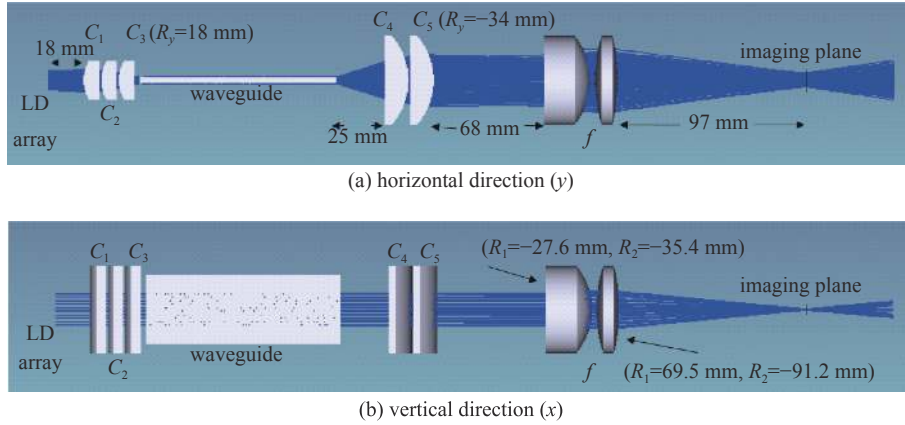 C1 C3 (Ry=18 mm)
C4 C5 (Ry=−34 mm)
18 mm
imaging plane
LD
array
C2
waveguide
25 mm
68 mm
f
97 mm
(a) horizontal direction (y)
C1 C3
C4 C5
(R1=−27.6 mm, R2=−35.4 mm)
imaging plane
LD
array
C2
waveguide
f
(R1=69.5 mm, R2=−91.2 mm)
(b) vertical direction (x)